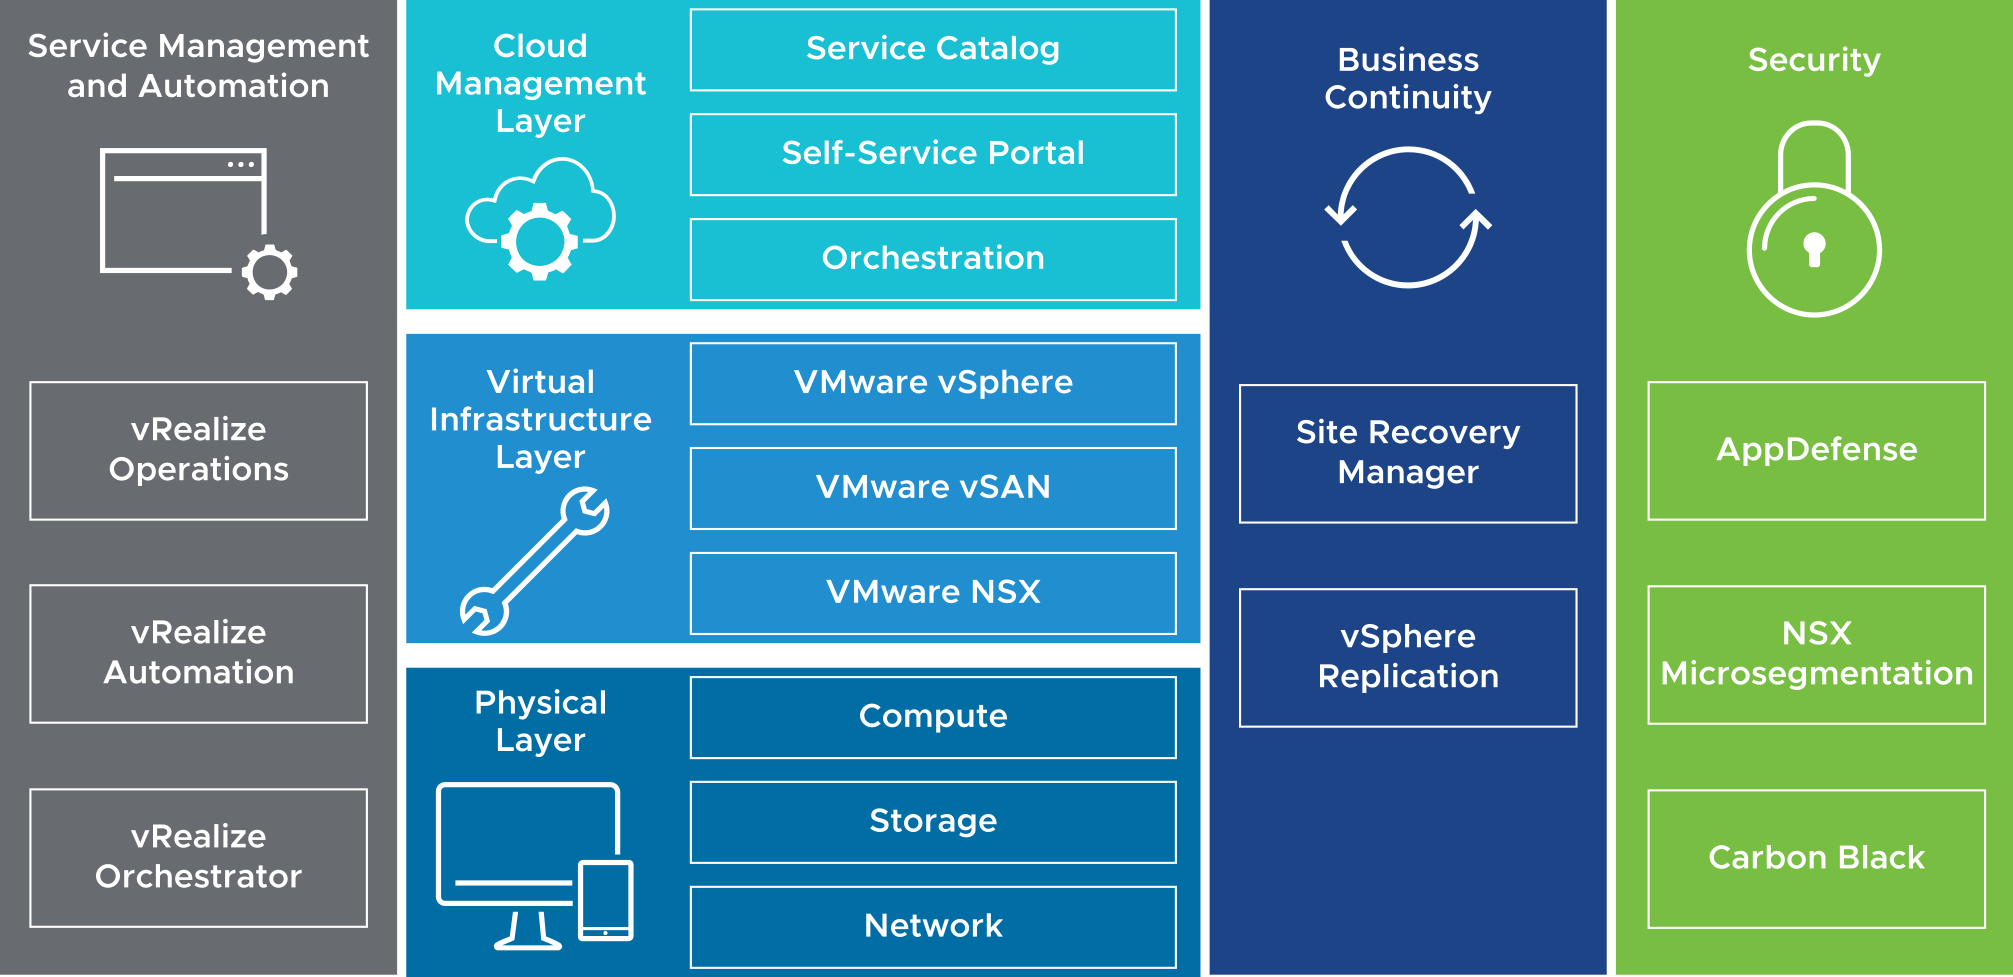 Service Management
and Automation
vRealize
Operations
vRealize
Automation
vRealize
Orchestrator
Cloud
Management
Layer
Service Catalog
Self-Service Portal
Orchestration
Virtual
Infrastructure
Layer
VMware vSphere
VMware vSAN
VMware NSX
Physical
Layer
Compute
Storage
Network
Business
Continuity
Site Recovery
Manager
vSphere
Replication
Security
AppDefense
NSX
Microsegmentation
Carbon Black